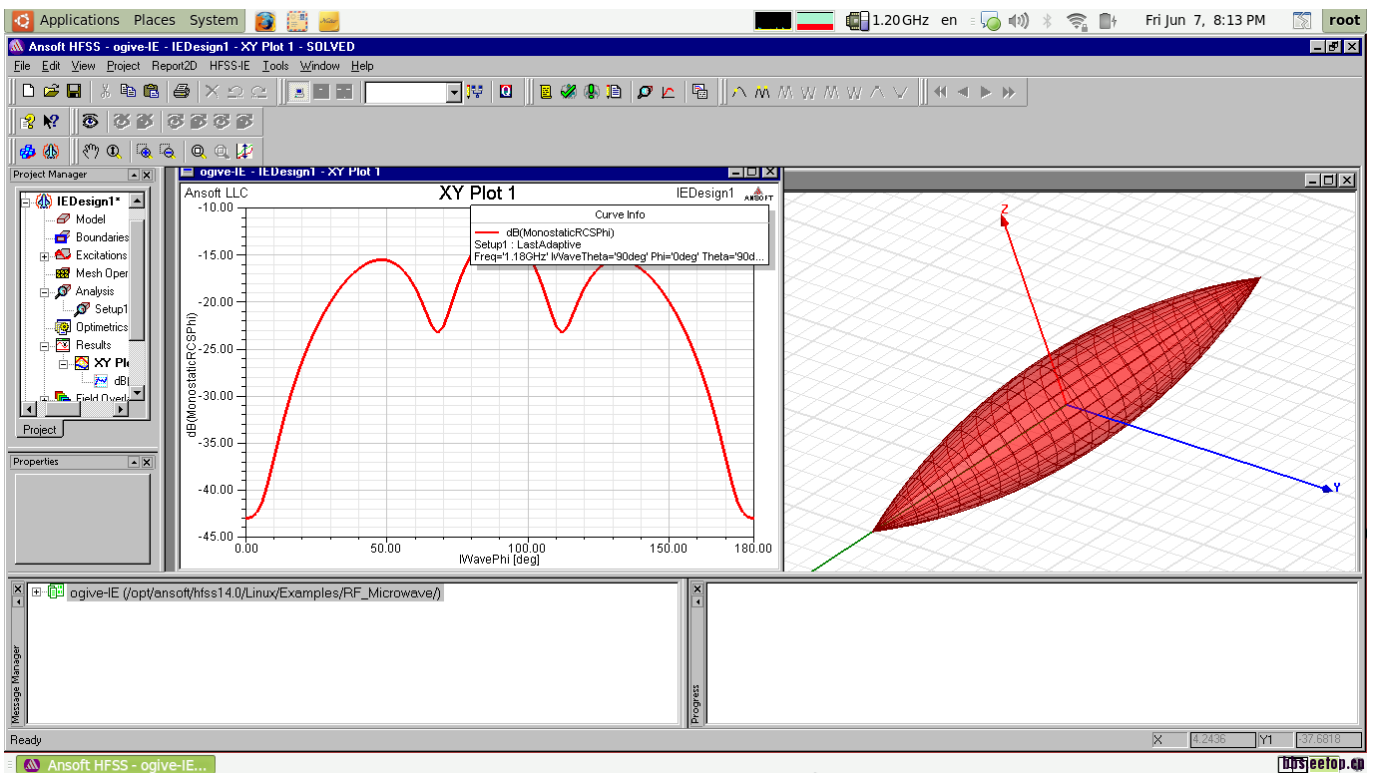 Applications Places System
1.20 GHz en
Fri Jun 7, 8:13 PM
root
Ansoft HFSS - ogive-IE - IEDesign1 - XY Plot 1 - SOLVED
File Edit View Project Report2D HFSS-IE Tools Window Help
Project Manager
IEDesign1*
Model
Boundaries
Excitations
Mesh Oper
Analysis
Setup1
Optimetrics
Results
XY Plo
dB(
Field Overla
Project
Properties
ogive-IE - IEDesign1 - XY Plot 1
Ansoft LLC
XY Plot 1
IEDesign1
ANSOFT
Curve Info
dB(MonostaticRCSPhi)
Setup1 : LastAdaptive
Freq='1.18GHz' IWaveTheta='90deg' Phi='0deg' Theta='90d...
-10.00
-15.00
-20.00
-25.00
-30.00
-35.00
-40.00
-45.00
dB(MonostaticRCSPhi)
0.00 50.00 100.00 150.00 180.00
IWavePhi [deg]
Z
Y
ogive-IE (/opt/ansoft/hfss14.0/Linux/Examples/RF_Microwave/)
Message Manager
Progress
Ready
X 4.2436 Y1 -37.6818
Ansoft HFSS - ogive-IE...